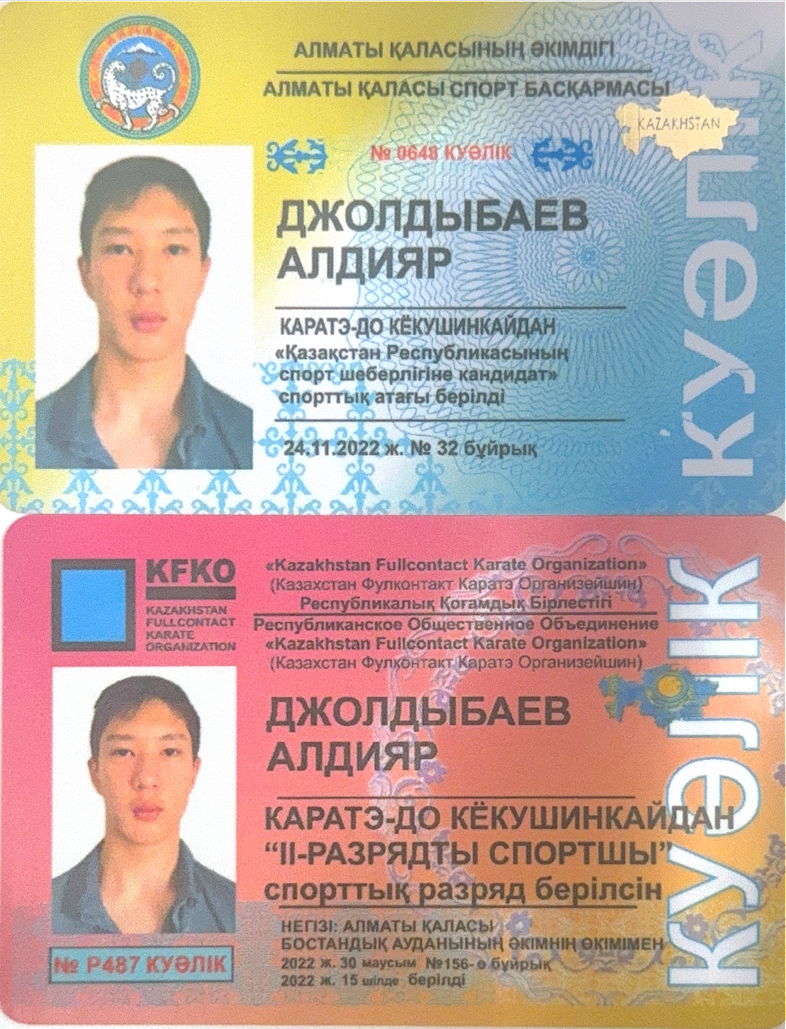 АЛМАТЫ ҚАЛАСЫНЫҢ ӘКІМДІГІ
АЛМАТЫ ҚАЛАСЫ СПОРТ БАСҚАРМАСЫ
KAZAKHSTAN
№ 0648 КУӘЛІК
ДЖОЛДЫБАЕВ
АЛДИЯР
КАРАТЭ-ДО КЁКУШИНКАЙДАН
«Қазақстан Республикасының
спорт шеберлігіне кандидат»
спорттық атағы берілді
24.11.2022 ж. № 32 бұйрық
КУӘЛІК
KFKO
KAZAKHSTAN
FULLCONTACT
KARATE
ORGANIZATION
«Kazakhstan Fullcontact Karate Organization»
(Казахстан Фулконтакт Каратэ Организейшин)
Республикалық Қоғамдық Бірлестігі
Республиканское Общественное Объединение
«Kazakhstan Fullcontact Karate Organization»
(Казахстан Фулконтакт Каратэ Организейшин)
ДЖОЛДЫБАЕВ
АЛДИЯР
КАРАТЭ-ДО КЁКУШИНКАЙДАН
“II-РАЗРЯДТЫ СПОРТШЫ”
спорттық разряд берілсін
НЕГІЗІ: АЛМАТЫ ҚАЛАСЫ
БОСТАНДЫҚ АУДАНЫНЫҢ ӘКІМНІҢ ӨКІМІМЕН
2022 ж. 30 маусым №156-ө бұйрық
2022 ж. 15 шілде берілді
№ Р487 КУӘЛІК
КУӘЛІК